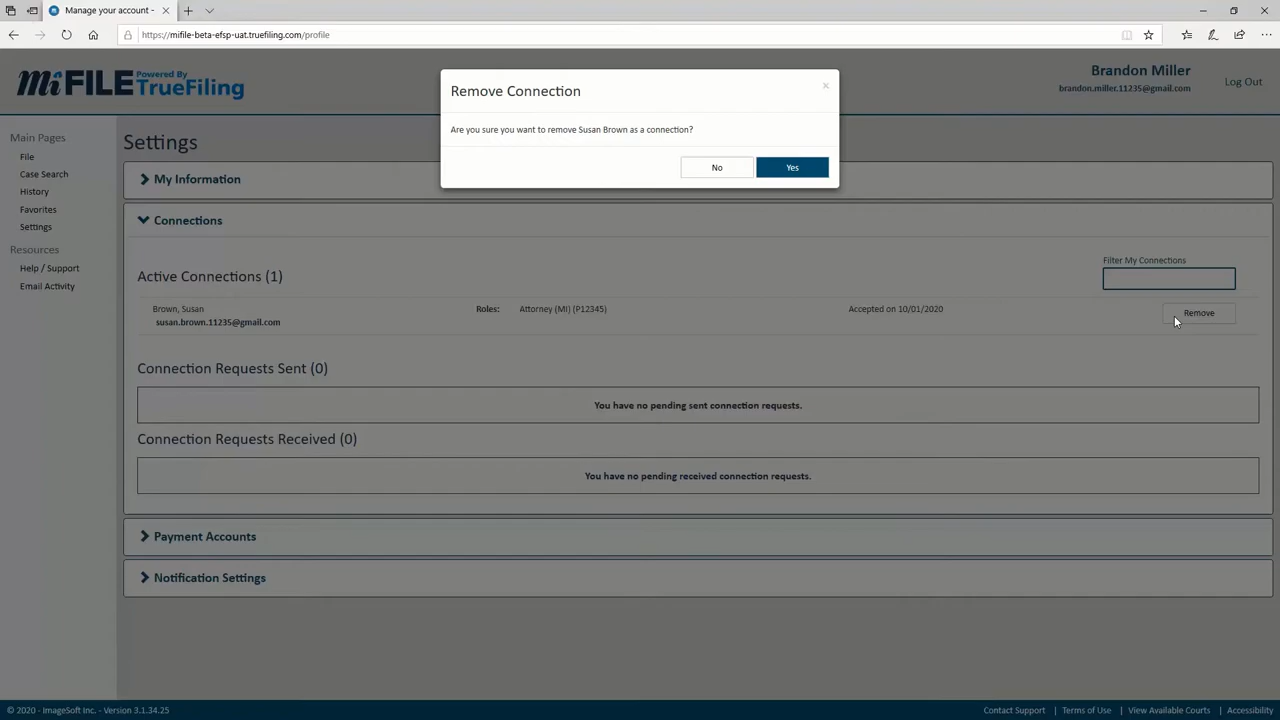 Manage your account -
https://mifile-beta-efsp-uat.truefiling.com/profile
miFILE Powered By TrueFiling
Brandon Miller
brandon.miller.11235@gmail.com
Log Out
Remove Connection
×
Are you sure you want to remove Susan Brown as a connection?
No
Yes
Main Pages
File
Case Search
History
Favorites
Settings
Resources
Help / Support
Email Activity
Settings
My Information
Connections
Active Connections (1)
Filter My Connections
Brown, Susan
susan.brown.11235@gmail.com
Roles:
Attorney (MI) (P12345)
Accepted on 10/01/2020
Remove
Connection Requests Sent (0)
You have no pending sent connection requests.
Connection Requests Received (0)
You have no pending received connection requests.
Payment Accounts
Notification Settings
© 2020 - ImageSoft Inc. - Version 3.1.34.25
Contact Support | Terms of Use | View Available Courts | Accessibility